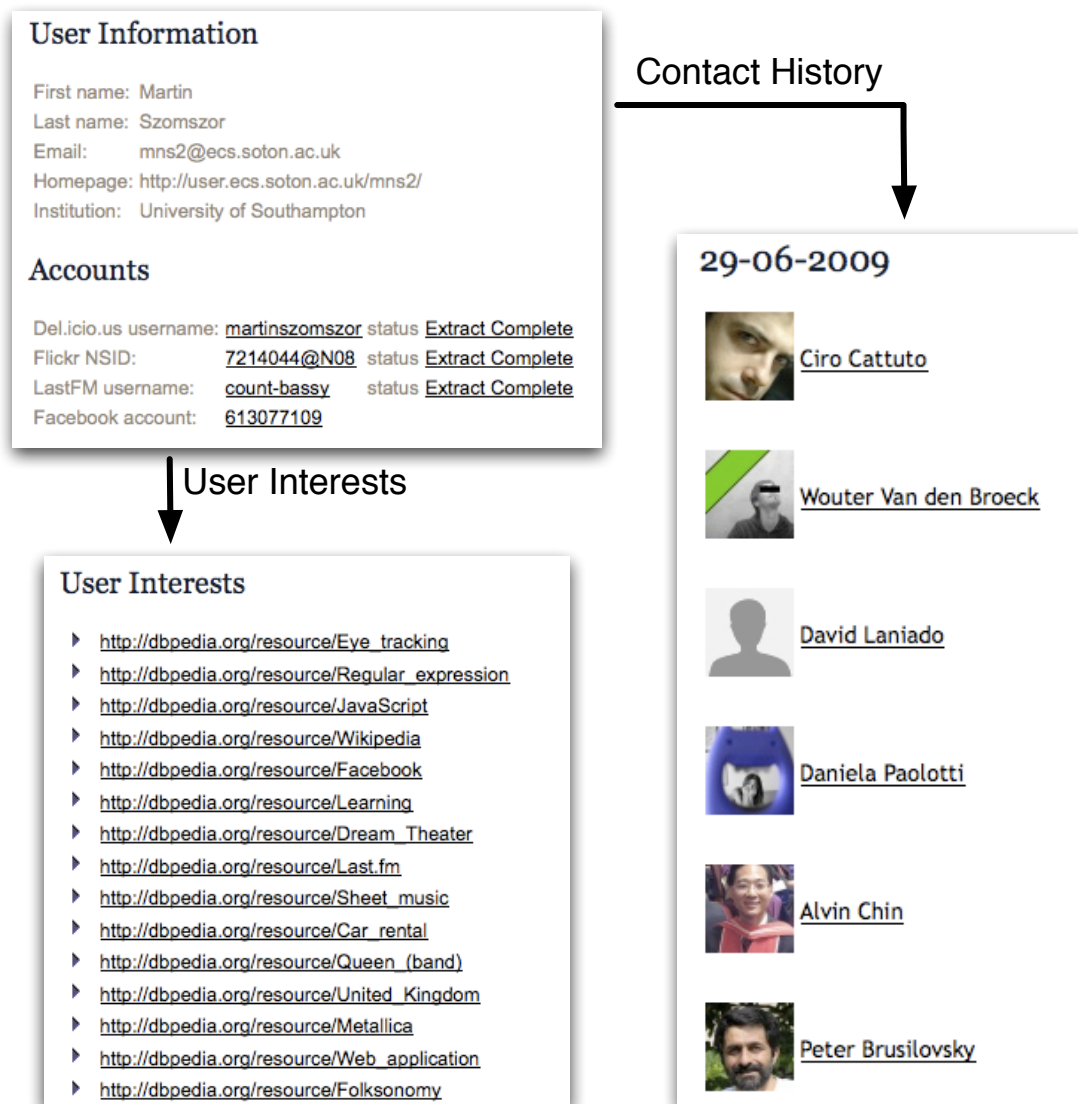 User Information
First name: Martin
Last name: Szomszor
Email: mns2@ecs.soton.ac.uk
Homepage: http://user.ecs.soton.ac.uk/mns2/
Institution: University of Southampton
Accounts
Del.icio.us username: martinszomszor status Extract Complete
Flickr NSID: 7214044@N08 status Extract Complete
LastFM username: count-bassy status Extract Complete
Facebook account: 613077109
User Interests
User Interests
http://dbpedia.org/resource/Eye_tracking
http://dbpedia.org/resource/Regular_expression
http://dbpedia.org/resource/JavaScript
http://dbpedia.org/resource/Wikipedia
http://dbpedia.org/resource/Facebook
http://dbpedia.org/resource/Learning
http://dbpedia.org/resource/Dream_Theater
http://dbpedia.org/resource/Last.fm
http://dbpedia.org/resource/Sheet_music
http://dbpedia.org/resource/Car_rental
http://dbpedia.org/resource/Queen_(band)
http://dbpedia.org/resource/United_Kingdom
http://dbpedia.org/resource/Metallica
http://dbpedia.org/resource/Web_application
http://dbpedia.org/resource/Folksonomy
Contact History
29-06-2009
Ciro Cattuto
Wouter Van den Broeck
David Laniado
Daniela Paolotti
Alvin Chin
Peter Brusilovsky